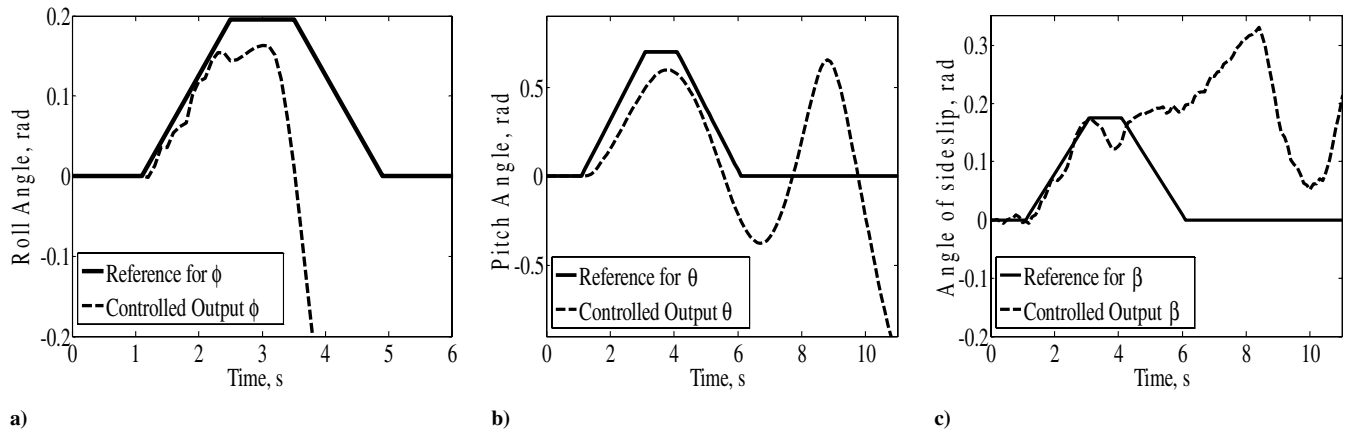 0.2
0.1
0
-0.1
-0.2
Roll Angle, rad
Reference for ϕ
Controlled Output ϕ
0 1 2 3 4 5 6
Time, s
a)
0.5
0
-0.5
Pitch Angle, rad
Reference for θ
Controlled Output θ
0 2 4 6 8 10
Time, s
b)
0.3
0.2
0.1
0
-0.1
-0.2
Angle of sideslip, rad
Reference for β
Controlled Output β
0 2 4 6 8 10
Time, s
c)